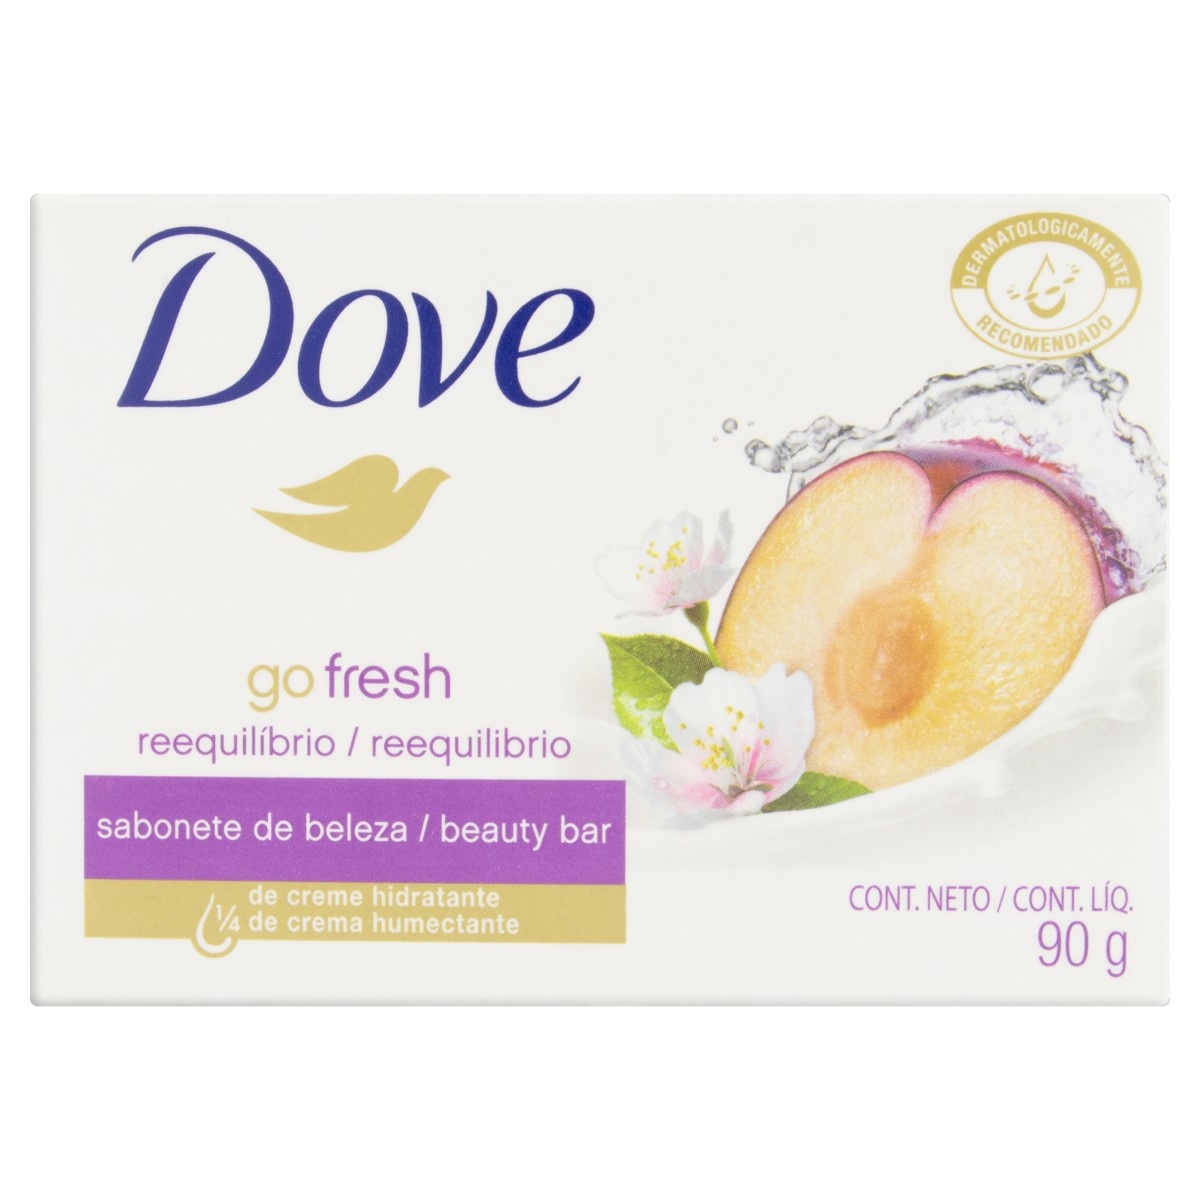 Dove
DERMATOLOGICAMENTE
RECOMENDADO
go fresh
reequilíbrio / reequilibrio
sabonete de beleza / beauty bar
1/4 de creme hidratante
de crema humectante
CONT. NETO / CONT. LÍQ.
90 g